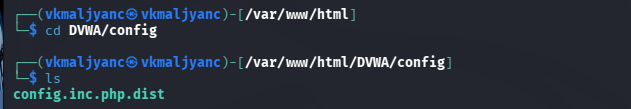 ┌──(vkmaljyanc㉿vkmaljyanc)-[/var/www/html]
└─$ cd DVWA/config
┌──(vkmaljyanc㉿vkmaljyanc)-[/var/www/html/DVWA/config]
└─$ ls
config.inc.php.dist